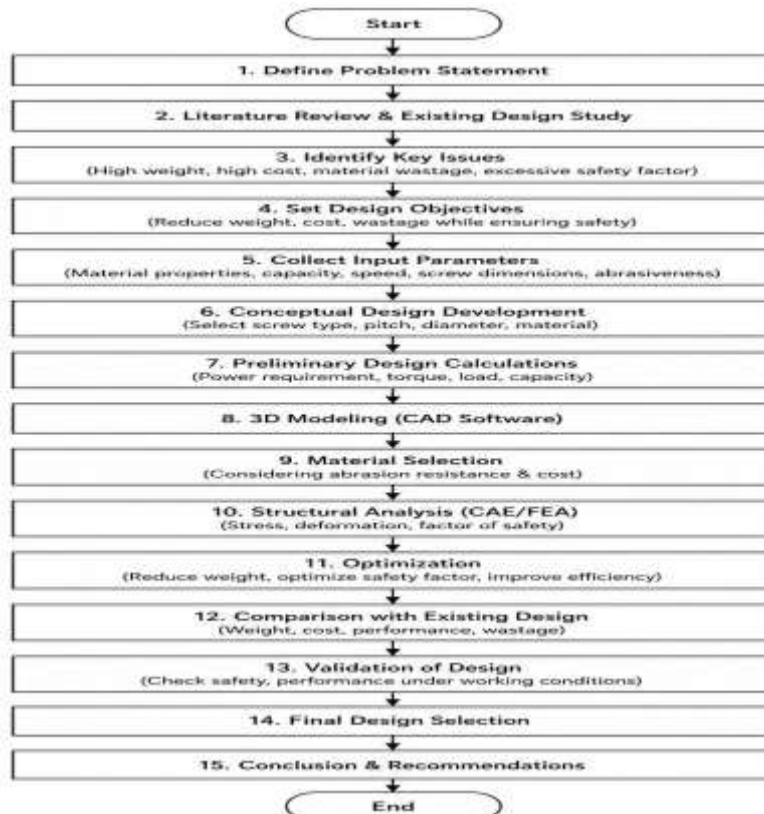 Start
1. Define Problem Statement
2. Literature Review & Existing Design Study
3. Identify Key Issues
(High weight, high cost, material wastage, excessive safety factor)
4. Set Design Objectives
(Reduce weight, cost, wastage while ensuring safety)
5. Collect Input Parameters
(Material properties, capacity, speed, screw dimensions, abrasiveness)
6. Conceptual Design Development
(Select screw type, pitch, diameter, material)
7. Preliminary Design Calculations
(Power requirement, torque, load, capacity)
8. 3D Modeling (CAD Software)
9. Material Selection
(Considering abrasion resistance & cost)
10. Structural Analysis (CAE/FEA)
(Stress, deformation, factor of safety)
11. Optimization
(Reduce weight, optimize safety factor, improve efficiency)
12. Comparison with Existing Design
(Weight, cost, performance, wastage)
13. Validation of Design
(Check safety, performance under working conditions)
14. Final Design Selection
15. Conclusion & Recommendations
End